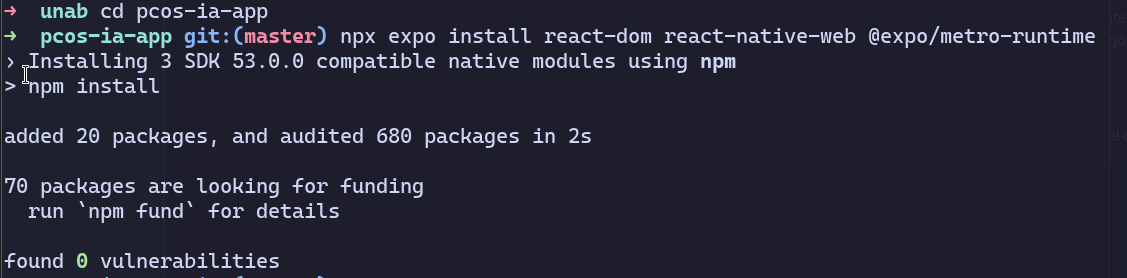 → unab cd pcos-ia-app
→ pcos-ia-app git:(master) npx expo install react-dom react-native-web @expo/metro-runtime
› Installing 3 SDK 53.0.0 compatible native modules using npm
> npm install
added 20 packages, and audited 680 packages in 2s
70 packages are looking for funding
run `npm fund` for details
found 0 vulnerabilities